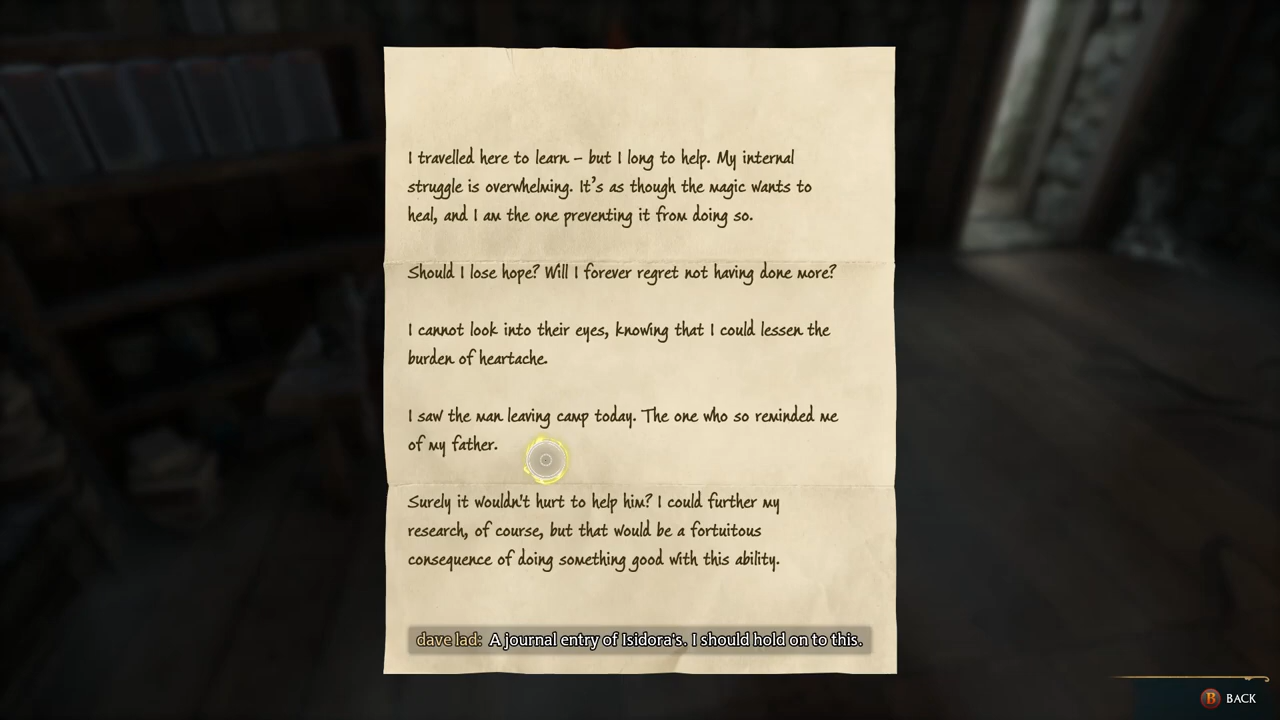 I travelled here to learn – but I long to help. My internal
struggle is overwhelming. It's as though the magic wants to
heal, and I am the one preventing it from doing so.
Should I lose hope? Will I forever regret not having done more?
I cannot look into their eyes, knowing that I could lessen the
burden of heartache.
I saw the man leaving camp today. The one who so reminded me
of my father.
Surely it wouldn't hurt to help him? I could further my
research, of course, but that would be a fortuitous
consequence of doing something good with this ability.
dave lad: A journal entry of Isidora's. I should hold on to this.
B BACK